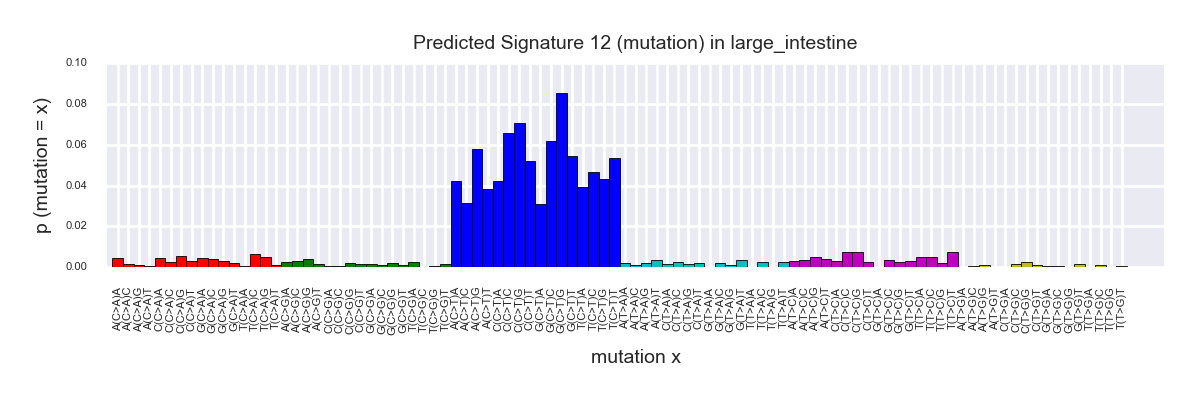 Predicted Signature 12 (mutation) in large_intestine
p (mutation = x)
0.10
0.08
0.06
0.04
0.02
0.00
A(C>A)A
A(C>A)C
A(C>A)G
A(C>A)T
C(C>A)A
C(C>A)C
C(C>A)G
C(C>A)T
G(C>A)A
G(C>A)C
G(C>A)G
G(C>A)T
T(C>A)A
T(C>A)C
T(C>A)G
T(C>A)T
A(C>G)A
A(C>G)C
A(C>G)G
A(C>G)T
C(C>G)A
C(C>G)C
C(C>G)G
C(C>G)T
G(C>G)A
G(C>G)C
G(C>G)G
G(C>G)T
T(C>G)A
T(C>G)C
T(C>G)G
T(C>G)T
A(C>T)A
A(C>T)C
A(C>T)G
A(C>T)T
C(C>T)A
C(C>T)C
C(C>T)G
C(C>T)T
G(C>T)A
G(C>T)C
G(C>T)G
G(C>T)T
T(C>T)A
T(C>T)C
T(C>T)G
T(C>T)T
A(T>A)A
A(T>A)C
A(T>A)G
A(T>A)T
C(T>A)A
C(T>A)C
C(T>A)G
C(T>A)T
G(T>A)A
G(T>A)C
G(T>A)G
G(T>A)T
T(T>A)A
T(T>A)C
T(T>A)G
T(T>A)T
A(T>C)A
A(T>C)C
A(T>C)G
A(T>C)T
C(T>C)A
C(T>C)C
C(T>C)G
C(T>C)T
G(T>C)A
G(T>C)C
G(T>C)G
G(T>C)T
T(T>C)A
T(T>C)C
T(T>C)G
T(T>C)T
A(T>G)A
A(T>G)C
A(T>G)G
A(T>G)T
C(T>G)A
C(T>G)C
C(T>G)G
C(T>G)T
G(T>G)A
G(T>G)C
G(T>G)G
G(T>G)T
T(T>G)A
T(T>G)C
T(T>G)G
T(T>G)T
mutation x